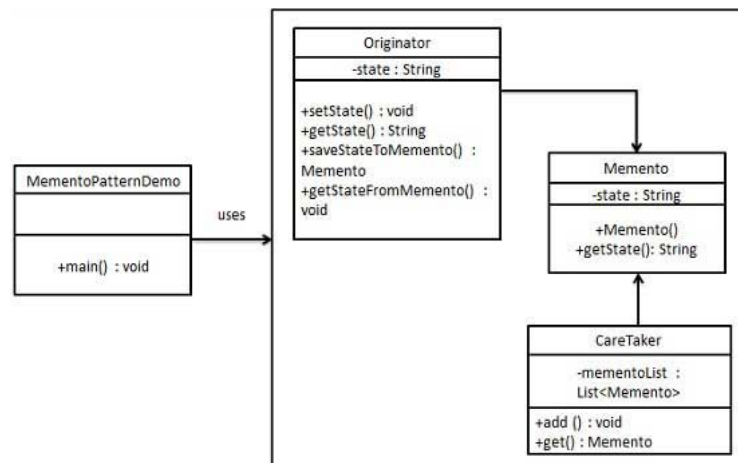 Originator
-state : String
+setState() : void
+getState() : String
+saveStateToMemento() :
Memento
+getStateFromMemento() :
void
MementoPatternDemo
+main() : void
uses
Memento
-state : String
+Memento()
+getState(): String
CareTaker
-mementoList :
List<Memento>
+add () : void
+get() : Memento